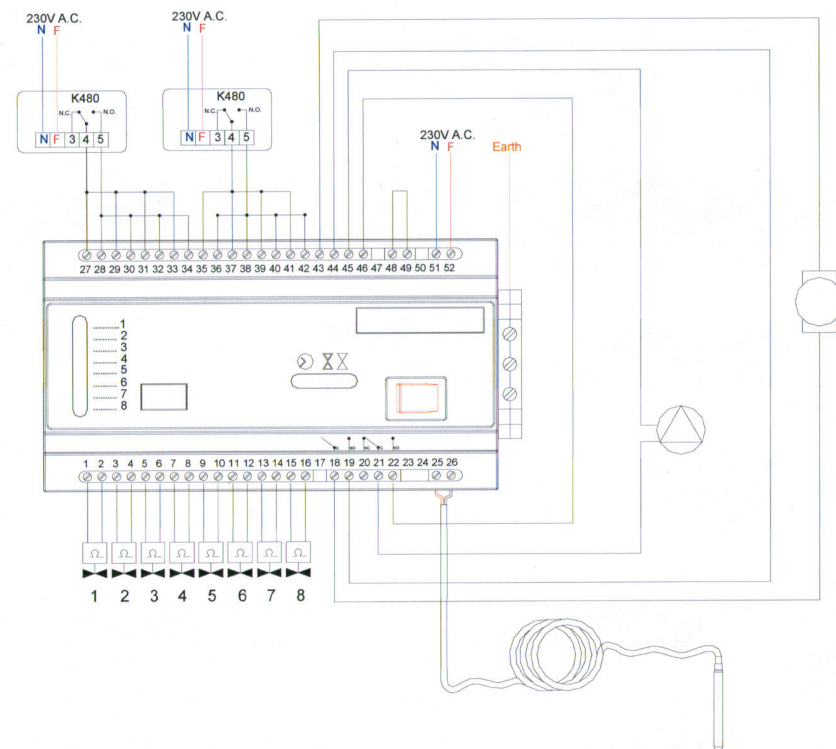 230V A.C.
N F
K480
N.C. N.O.
N F 3 4 5
230V A.C.
N F
K480
N.C. N.O.
N F 3 4 5
230V A.C.
N F
Earth
27 28 29 30 31 32 33 34 35 36 37 38 39 40 41 42 43 44 45 46 47 48 49 50 51 52
1
2
3
4
5
6
7
8
NO NO
1 2 3 4 5 6 7 8 9 10 11 12 13 14 15 16 17 18 19 20 21 22 23 24 25 26
Ω Ω Ω Ω Ω Ω Ω Ω
1 2 3 4 5 6 7 8